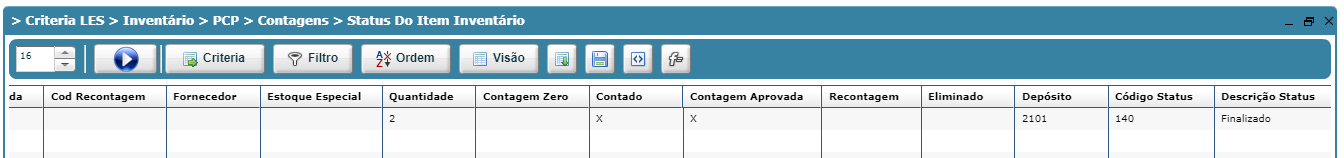 > Criteria LES > Inventário > PCP > Contagens > Status Do Item Inventário
16 Criteria Filtro Ordem Visão
da Cod Recontagem Fornecedor Estoque Especial Quantidade Contagem Zero Contado Contagem Aprovada Recontagem Eliminado Depósito Código Status Descrição Status
2 X X 2101 140 Finalizado